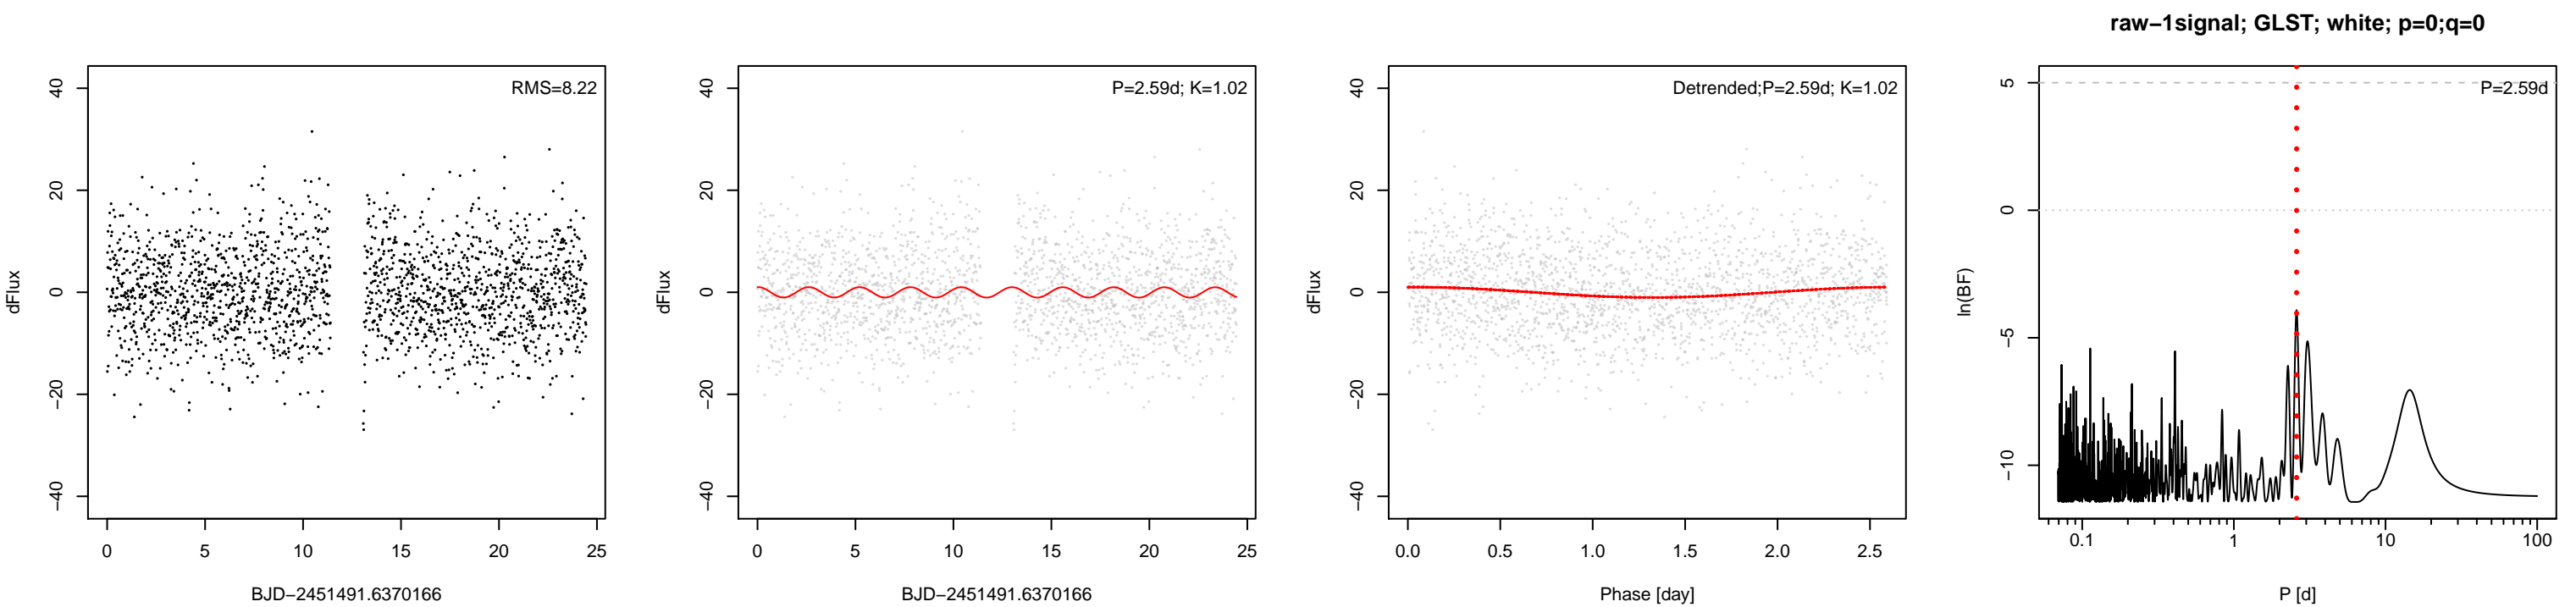 raw−1signal; GLST; white; p=0;q=0
RMS=8.22
dFlux
40
20
0
−20
−40
0 5 10 15 20 25
BJD−2451491.6370166
P=2.59d; K=1.02
dFlux
40
20
0
−20
−40
0 5 10 15 20 25
BJD−2451491.6370166
Detrended;P=2.59d; K=1.02
dFlux
40
20
0
−20
−40
0.0 0.5 1.0 1.5 2.0 2.5
Phase [day]
P=2.59d
ln(BF)
5
0
−5
−10
0.1 1 10 100
P [d]